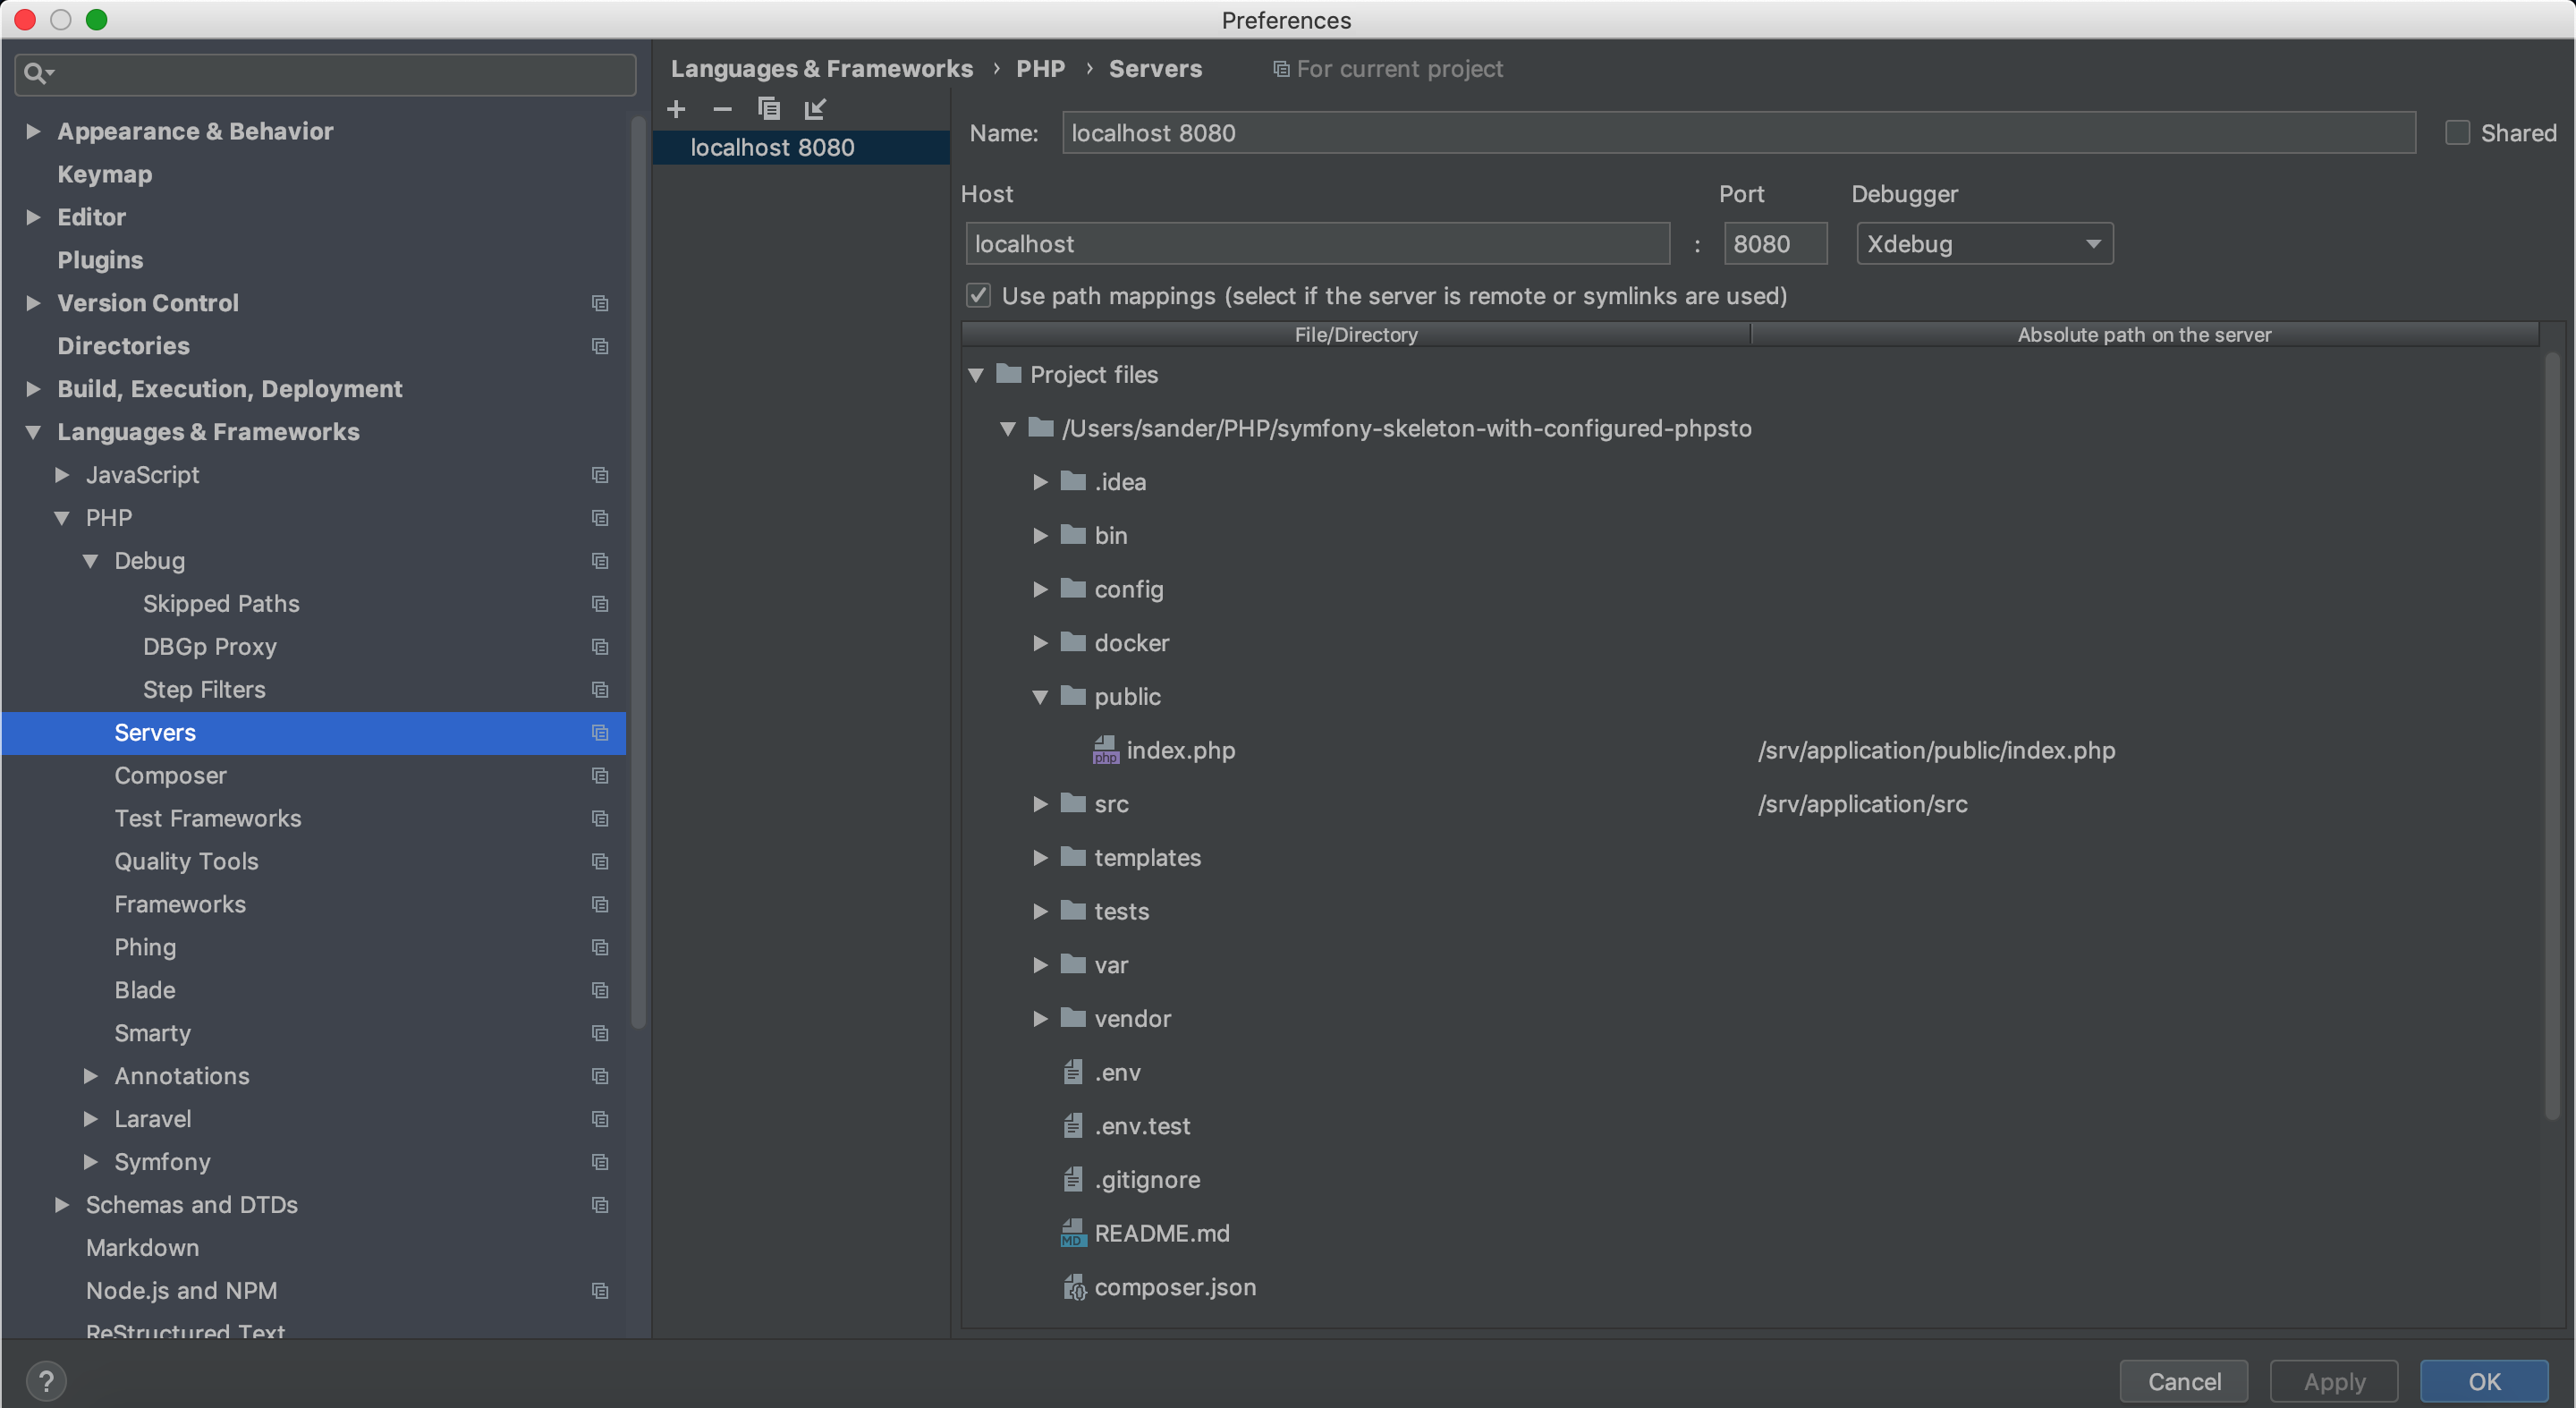 Preferences
Appearance & Behavior
Keymap
Editor
Plugins
Version Control
Directories
Build, Execution, Deployment
Languages & Frameworks
JavaScript
PHP
Debug
Skipped Paths
DBGp Proxy
Step Filters
Servers
Composer
Test Frameworks
Quality Tools
Frameworks
Phing
Blade
Smarty
Annotations
Laravel
Symfony
Schemas and DTDs
Markdown
Node.js and NPM
ReStructured Text
Languages & Frameworks › PHP › Servers For current project
localhost 8080
Name: localhost 8080 Shared
Host Port Debugger
localhost : 8080 Xdebug
Use path mappings (select if the server is remote or symlinks are used)
File/Directory Absolute path on the server
Project files
/Users/sander/PHP/symfony-skeleton-with-configured-phpsto
.idea
bin
config
docker
public
php index.php /srv/application/public/index.php
src /srv/application/src
templates
tests
var
vendor
.env
.env.test
.gitignore
MD README.md
composer.json
? Cancel Apply OK